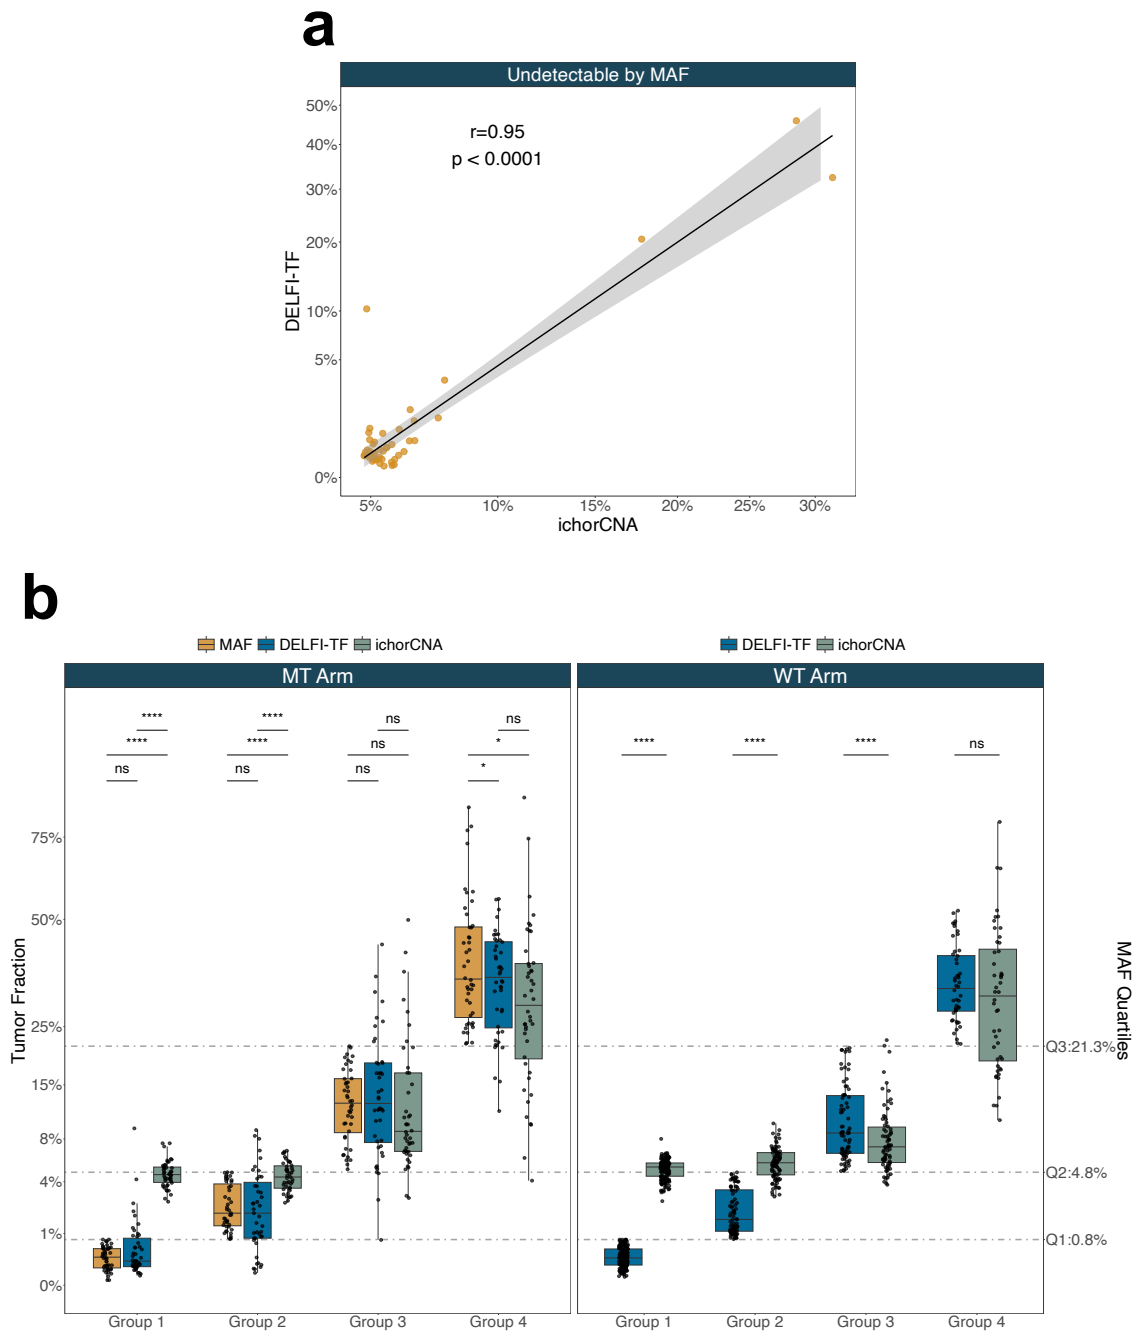 a
Undetectable by MAF
r=0.95
p < 0.0001
DELFI-TF
50%
40%
30%
20%
10%
5%
0%
5% 10% 15% 20% 25% 30%
ichorCNA
b
MAF DELFI-TF ichorCNA
DELFI-TF ichorCNA
MT Arm
WT Arm
**** **** ns ns
**** **** ns *
ns ns ns *
**** **** **** ns
Tumor Fraction
75%
50%
25%
15%
8%
4%
1%
0%
MAF Quartiles
Q3:21.3%
Q2:4.8%
Q1:0.8%
Group 1 Group 2 Group 3 Group 4
Group 1 Group 2 Group 3 Group 4